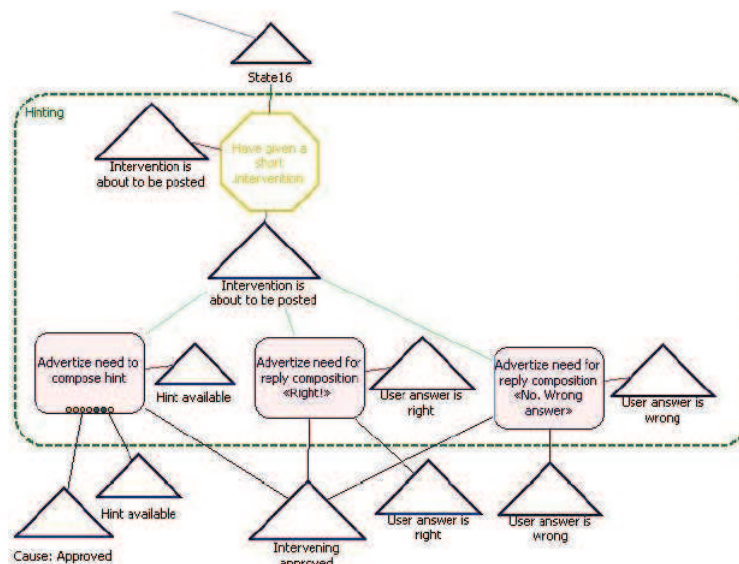 State16
Hinting
Have given a
short
intervention
Intervention is
about to be posted
Intervention is
about to be posted
Advertize need to
compose hint
Hint available
Advertize need for
reply composition
«Right!»
User answer is
right
Advertize need for
reply composition
«No. Wrong
answer»
User answer is
wrong
Cause: Approved
Hint available
Intervening
approved
User answer is
right
User answer is
wrong